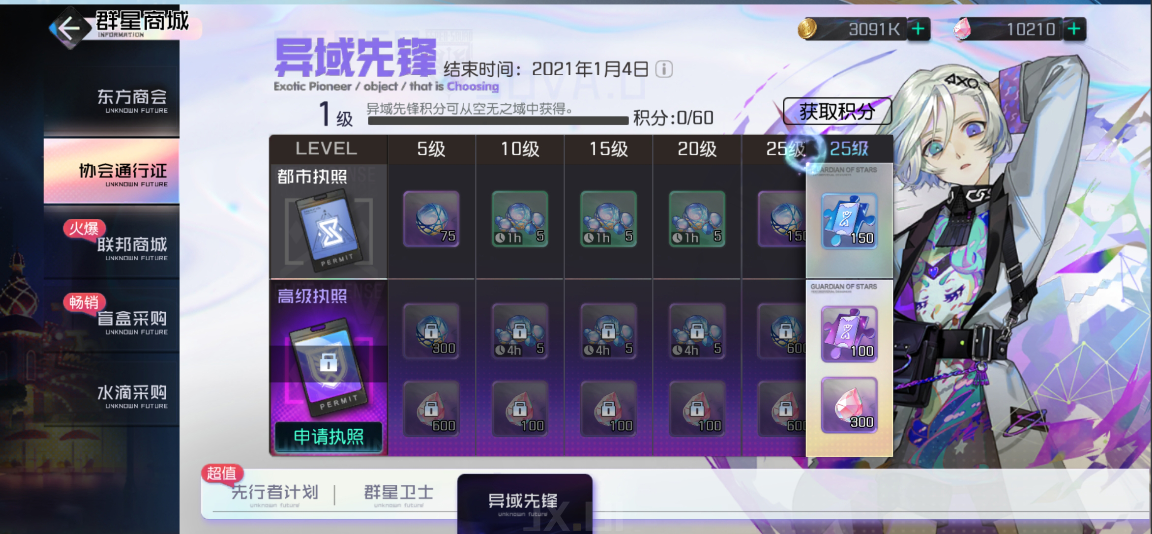 群星商城
INFORMATION
3091K
10210
东方商会
UNKNOWN FUTURE
协会通行证
UNKNOWN FUTURE
火爆
联邦商城
UNKNOWN FUTURE
畅销
盲盒采购
UNKNOWN FUTURE
水滴采购
UNKNOWN FUTURE
异域先锋
结束时间：2021年1月4日
Exotic Pioneer / object / that is Choosing
1级
异域先锋积分可从空无之域中获得。
积分:0/60
获取积分
LEVEL 5级 10级 15级 20级 25级 25级
都市执照
PERMIT
75
1h 5
1h 5
1h 5
150
GUARDIAN OF STARS
150
高级执照
PERMIT
申请执照
300
4h 5
4h 5
4h 5
600
GUARDIAN OF STARS
100
600
100
100
100
600
300
超值
先行者计划
unknown future
群星卫士
unknown future
异域先锋
unknown future